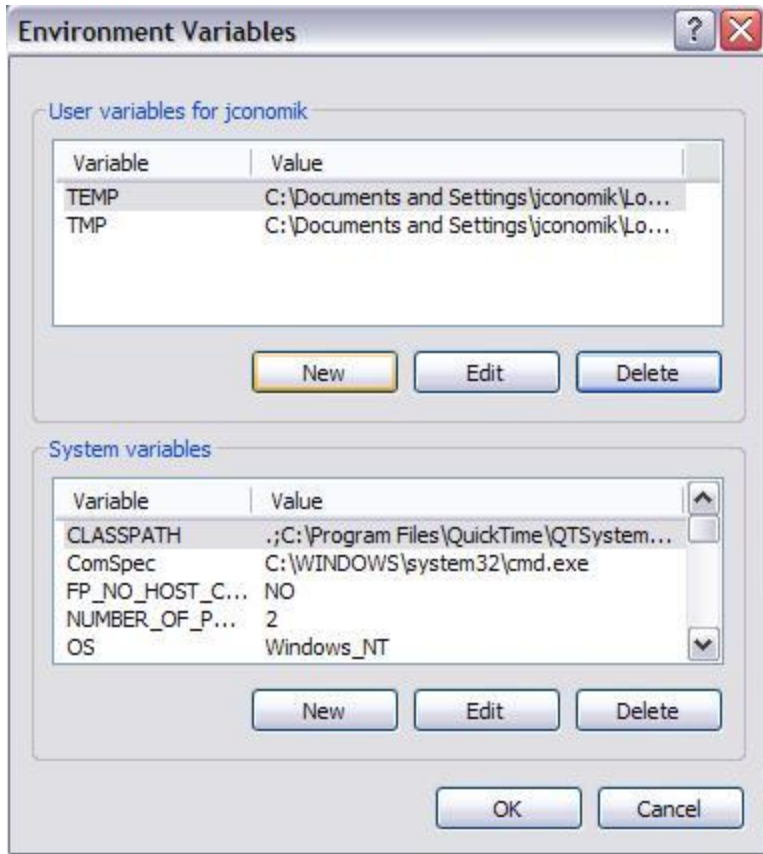 Environment Variables
User variables for jconomik
Variable Value
TEMP C:\Documents and Settings\jconomik\Lo...
TMP C:\Documents and Settings\jconomik\Lo...
New Edit Delete
System variables
Variable Value
CLASSPATH .;C:\Program Files\QuickTime\QTSystem...
ComSpec C:\WINDOWS\system32\cmd.exe
FP_NO_HOST_C... NO
NUMBER_OF_P... 2
OS Windows_NT
New Edit Delete
OK Cancel